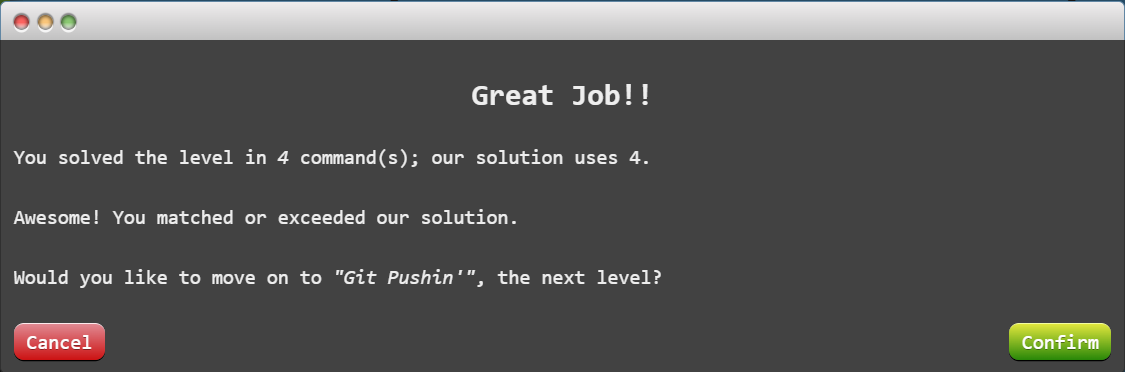 Great Job!!
You solved the level in 4 command(s); our solution uses 4.
Awesome! You matched or exceeded our solution.
Would you like to move on to "Git Pushin'", the next level?
Cancel
Confirm